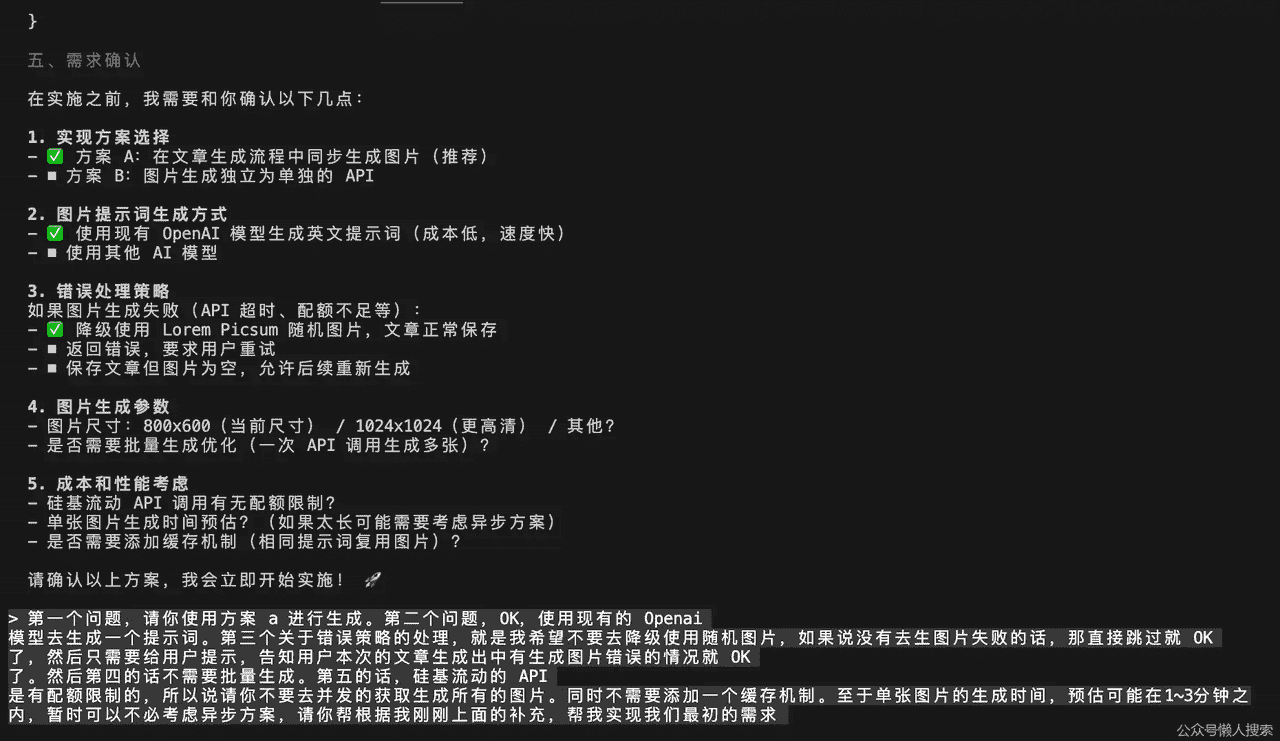 }
五、需求确认
在实施之前，我需要和你确认以下几点：
1. 实现方案选择
- ✅ 方案 A：在文章生成流程中同步生成图片（推荐）
- ◾ 方案 B：图片生成独立为单独的 API
2. 图片提示词生成方式
- ✅ 使用现有 OpenAI 模型生成英文提示词（成本低，速度快）
- ◾ 使用其他 AI 模型
3. 错误处理策略
如果图片生成失败（API 超时、配额不足等）：
- ✅ 降级使用 Lorem Picsum 随机图片，文章正常保存
- ◾ 返回错误，要求用户重试
- ◾ 保存文章但图片为空，允许后续重新生成
4. 图片生成参数
- 图片尺寸：800x600（当前尺寸） / 1024x1024（更高清） / 其他？
- 是否需要批量生成优化（一次 API 调用生成多张）？
5. 成本和性能考虑
- 硅基流动 API 调用有无配额限制？
- 单张图片生成时间预估？（如果太长可能需要考虑异步方案）
- 是否需要添加缓存机制（相同提示词复用图片）？
请确认以上方案，我会立即开始实施！ 🚀
> 第一个问题，请你使用方案 a 进行生成。第二个问题，OK，使用现有的 Openai
模型去生成一个提示词。第三个关于错误策略的处理，就是我希望不要去降级使用随机图片，如果说没有去生图片失败的话，那直接跳过就 OK
了，然后只需要给用户提示，告知用户本次的文章生成出中有生成图片错误的情况就 OK
了。然后第四的话不需要批量生成。第五的话，硅基流动的 API
是有配额限制的，所以说请你不要去并发的获取生成所有的图片。同时不需要添加一个缓存机制。至于单张图片的生成时间，预估可能在1~3分钟之
内，暂时可以不必考虑异步方案，请你帮根据我刚刚上面的补充，帮我实现我们最初的需求
公众号懒人搜索